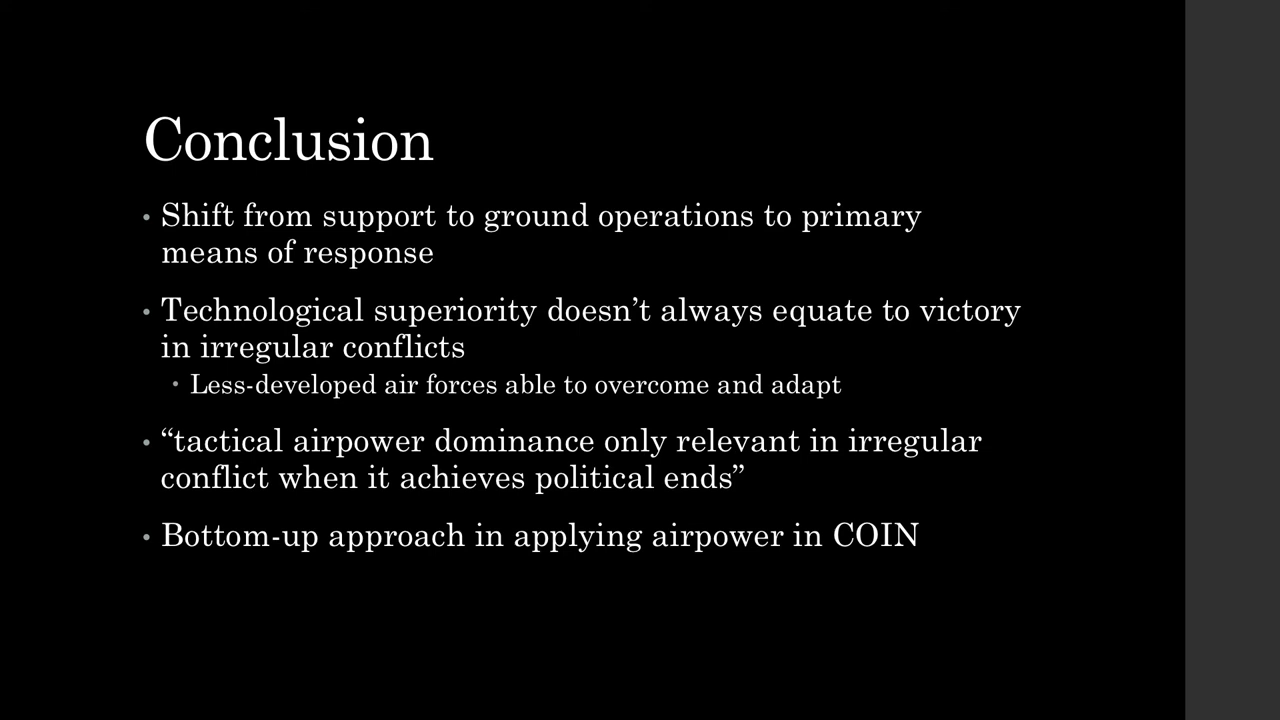 Conclusion
• Shift from support to ground operations to primary
means of response
• Technological superiority doesn’t always equate to victory
in irregular conflicts
• Less-developed air forces able to overcome and adapt
• “tactical airpower dominance only relevant in irregular
conflict when it achieves political ends”
• Bottom-up approach in applying airpower in COIN